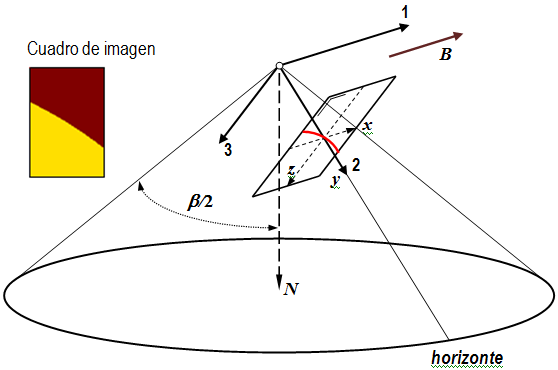 Cuadro de imagen
1
B
x
3
2
z
y
β/2
N
horizonte